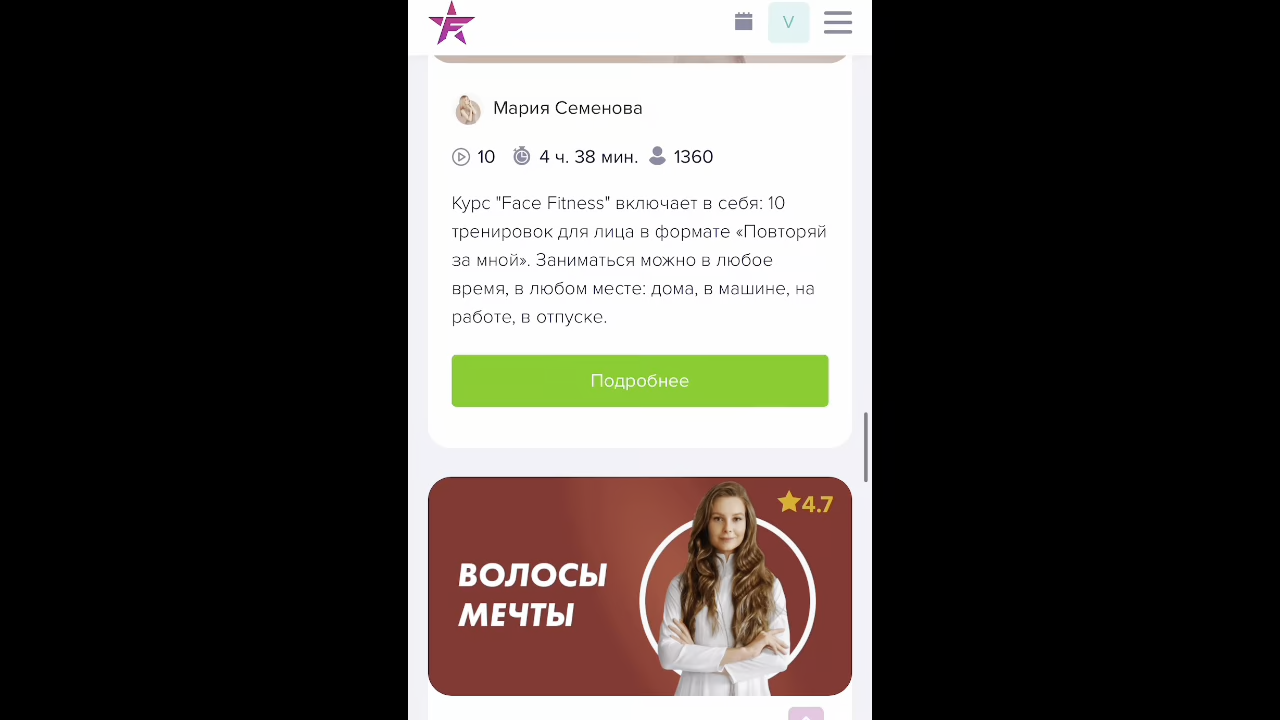 V
Мария Семенова
10 4 ч. 38 мин. 1360
Курс "Face Fitness" включает в себя: 10
тренировок для лица в формате «Повторяй
за мной». Заниматься можно в любое
время, в любом месте: дома, в машине, на
работе, в отпуске.
Подробнее
4.7
ВОЛОСЫ
МЕЧТЫ